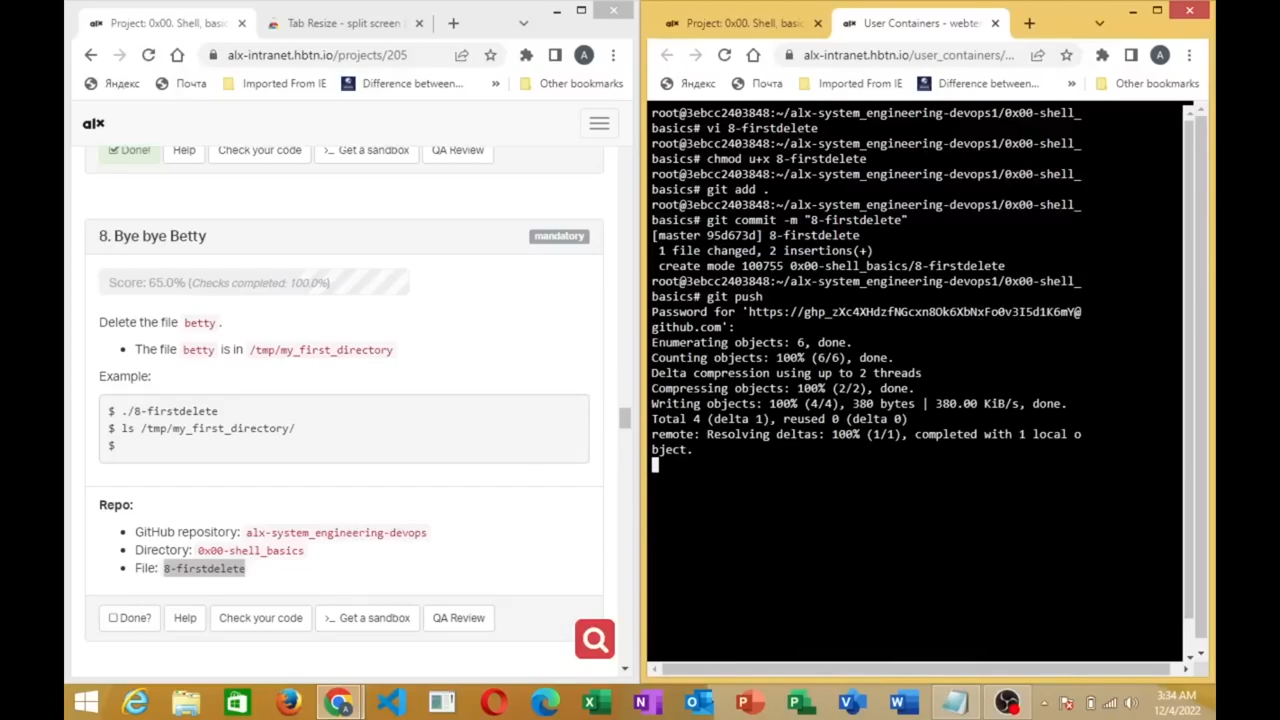 Project: 0x00. Shell, basic
Tab Resize - split screen
alx-intranet.hbtn.io/projects/205
A
Яндекс
Почта
Imported From IE
Difference between...
»
Other bookmarks
alx
Done!
Help
Check your code
>_ Get a sandbox
QA Review
8. Bye bye Betty
mandatory
Score: 65.0% (Checks completed: 100.0%)
Delete the file betty.
• The file betty is in /tmp/my_first_directory
Example:
$ ./8-firstdelete
$ ls /tmp/my_first_directory/
$
Repo:
• GitHub repository: alx-system_engineering-devops
• Directory: 0x00-shell_basics
• File: 8-firstdelete
Done?
Help
Check your code
>_ Get a sandbox
QA Review
Project: 0x00. Shell, basic
User Containers - webte
alx-intranet.hbtn.io/user_containers/...
A
Яндекс
Почта
Imported From IE
Difference between...
»
Other bookmarks
root@3ebcc2403848:~/alx-system_engineering-devops1/0x00-shell_
basics# vi 8-firstdelete
root@3ebcc2403848:~/alx-system_engineering-devops1/0x00-shell_
basics# chmod u+x 8-firstdelete
root@3ebcc2403848:~/alx-system_engineering-devops1/0x00-shell_
basics# git add .
root@3ebcc2403848:~/alx-system_engineering-devops1/0x00-shell_
basics# git commit -m "8-firstdelete"
[master 95d673d] 8-firstdelete
1 file changed, 2 insertions(+)
create mode 100755 0x00-shell_basics/8-firstdelete
root@3ebcc2403848:~/alx-system_engineering-devops1/0x00-shell_
basics# git push
Password for
github.com':
Enumerating objects: 6, done.
Counting objects: 100% (6/6), done.
Delta compression using up to 2 threads
Compressing objects: 100% (2/2), done.
Writing objects: 100% (4/4), 380 bytes | 380.00 KiB/s, done.
Total 4 (delta 1), reused 0 (delta 0)
remote: Resolving deltas: 100% (1/1), completed with 1 local o
bject.
3:34 AM
12/4/2022